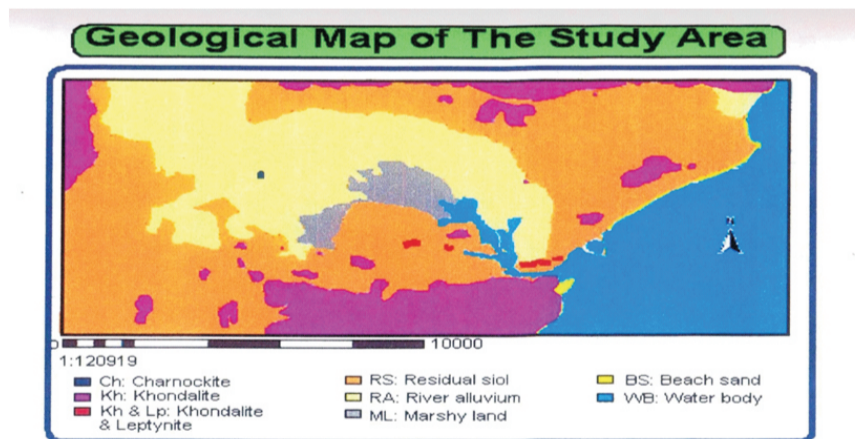 Geological Map of The Study Area
N
0 10000
1:120919
Ch: Charnockite
Kh: Khondalite
Kh & Lp: Khondalite
& Leptynite
RS: Residual siol
RA: River alluvium
ML: Marshy land
BS: Beach sand
WB: Water body